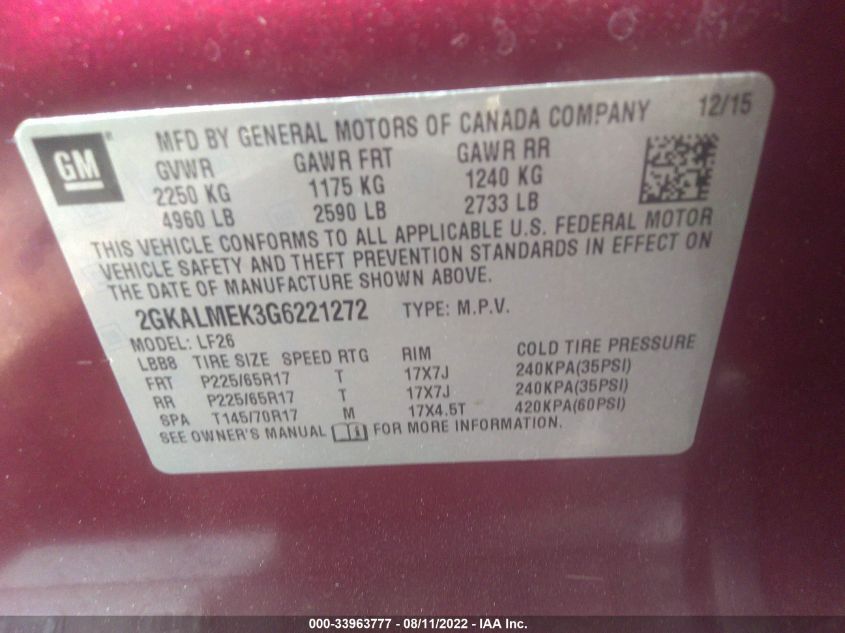 GM
MFD BY GENERAL MOTORS OF CANADA COMPANY 12/15
GVWR GAWR FRT GAWR RR
2250 KG 1175 KG 1240 KG
4960 LB 2590 LB 2733 LB
THIS VEHICLE CONFORMS TO ALL APPLICABLE U.S. FEDERAL MOTOR
VEHICLE SAFETY AND THEFT PREVENTION STANDARDS IN EFFECT ON
THE DATE OF MANUFACTURE SHOWN ABOVE.
2GKALMEK3G6221272 TYPE: M.P.V.
MODEL: LF26
LBB8 TIRE SIZE SPEED RTG RIM COLD TIRE PRESSURE
FRT P225/65R17 T 17X7J 240KPA(35PSI)
RR P225/65R17 T 17X7J 240KPA(35PSI)
SPA T145/70R17 M 17X4.5T 420KPA(60PSI)
SEE OWNER'S MANUAL FOR MORE INFORMATION.
000-33963777 - 08/11/2022 - IAA Inc.